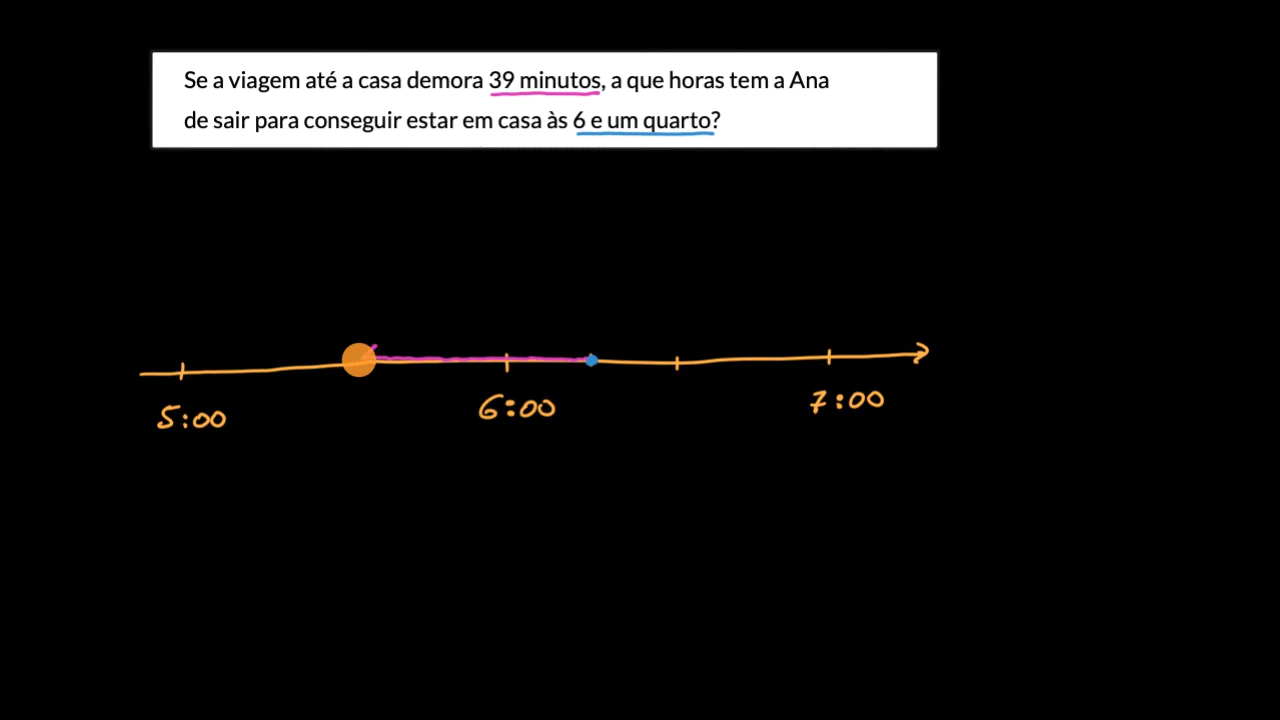 Se a viagem até a casa demora 39 minutos, a que horas tem a Ana
de sair para conseguir estar em casa às 6 e um quarto?
5:00 6:00 7:00